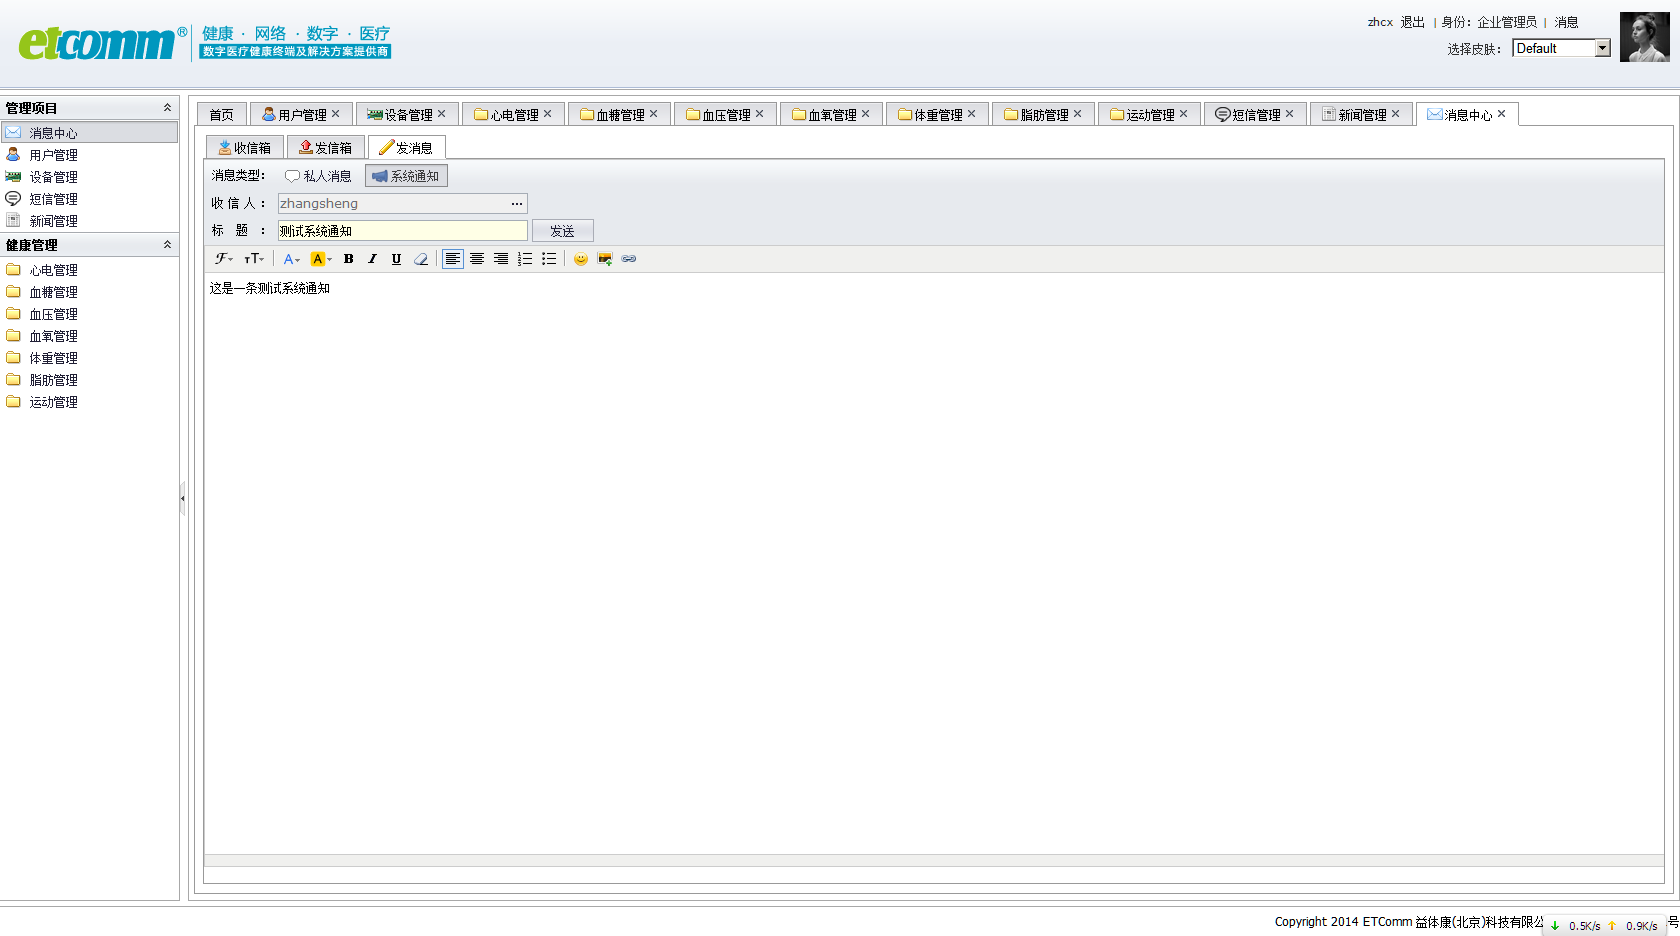 etcomm®
健康 · 网络 · 数字 · 医疗
数字医疗健康终端及解决方案提供商
zhcx 退出 | 身份：企业管理员 | 消息
选择皮肤： Default
管理项目
消息中心
用户管理
设备管理
短信管理
新闻管理
健康管理
心电管理
血糖管理
血压管理
血氧管理
体重管理
脂肪管理
运动管理
首页 用户管理 设备管理 心电管理 血糖管理 血压管理 血氧管理 体重管理 脂肪管理 运动管理 短信管理 新闻管理 消息中心
收信箱 发信箱 发消息
消息类型： 私人消息 系统通知
收 信 人 ： zhangsheng ...
标 题 ： 测试系统通知 发送
这是一条测试系统通知
Copyright 2014 ETComm 益体康(北京)科技有限公 号
0.5K/s 0.9K/s